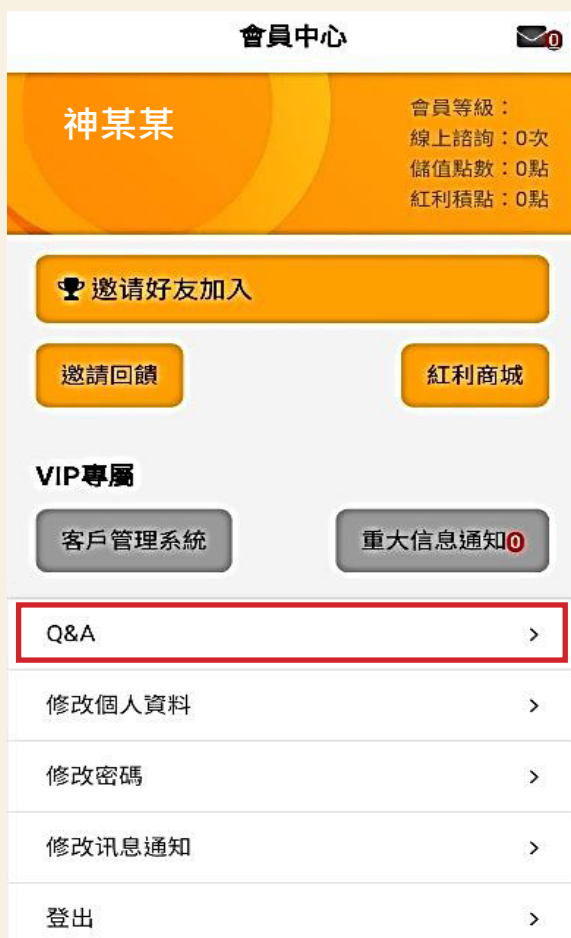 會員中心
0
神某某
會員等級：
線上諮詢：0次
儲值點數：0點
紅利積點：0點
邀请好友加入
邀請回饋
紅利商城
VIP專屬
客戶管理系統
重大信息通知0
Q&A
修改個人資料
修改密碼
修改讯息通知
登出